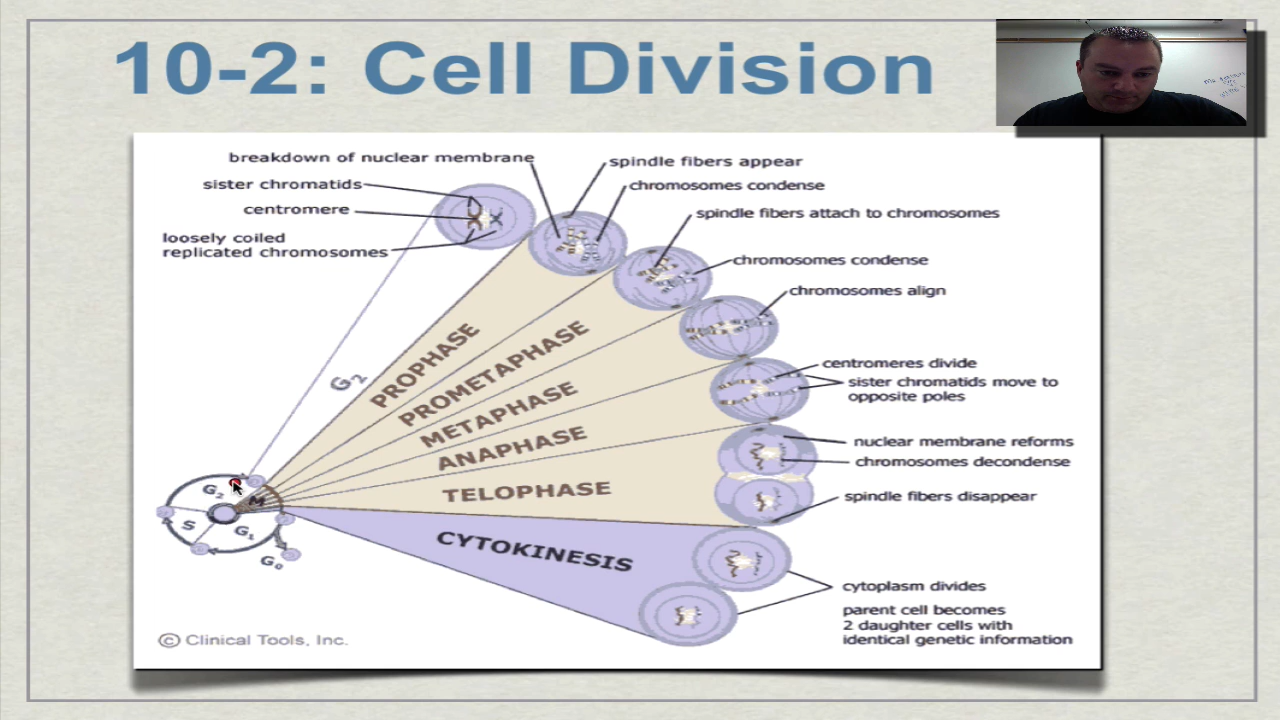 10-2: Cell Division
breakdown of nuclear membrane
sister chromatids
centromere
loosely coiled
replicated chromosomes
spindle fibers appear
chromosomes condense
spindle fibers attach to chromosomes
chromosomes condense
chromosomes align
centromeres divide
sister chromatids move to
opposite poles
nuclear membrane reforms
chromosomes decondense
spindle fibers disappear
cytoplasm divides
parent cell becomes
2 daughter cells with
identical genetic information
G2
PROPHASE
PROMETAPHASE
METAPHASE
ANAPHASE
TELOPHASE
CYTOKINESIS
G2
M
S
G1
G0
© Clinical Tools, Inc.